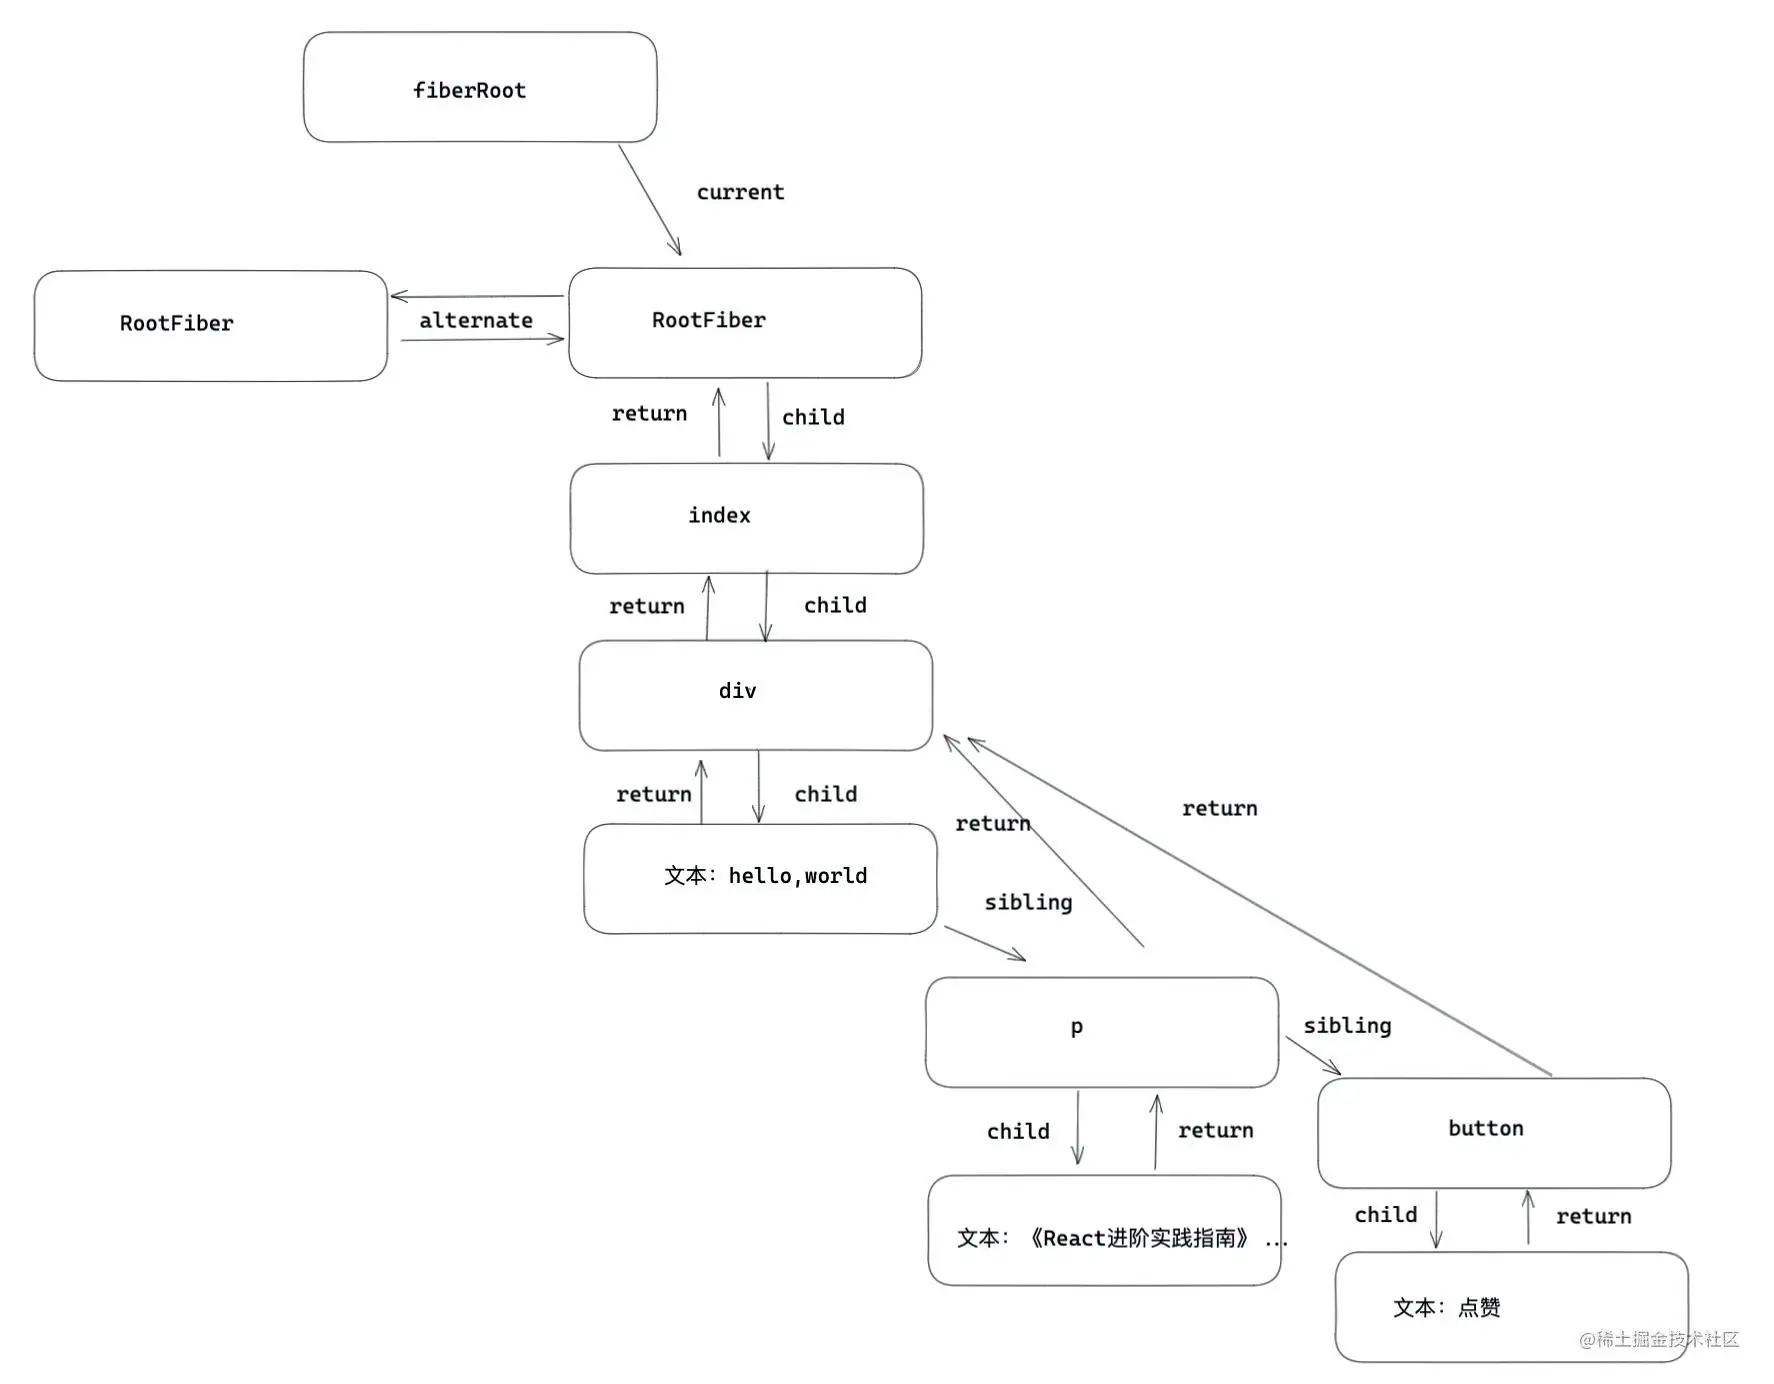 fiberRoot
current
RootFiber
alternate
RootFiber
return
child
index
return
child
div
return
child
return
return
文本：hello,world
sibling
p
sibling
button
child
return
child
return
文本：《React进阶实践指南》...
文本：点赞
@稀土掘金技术社区